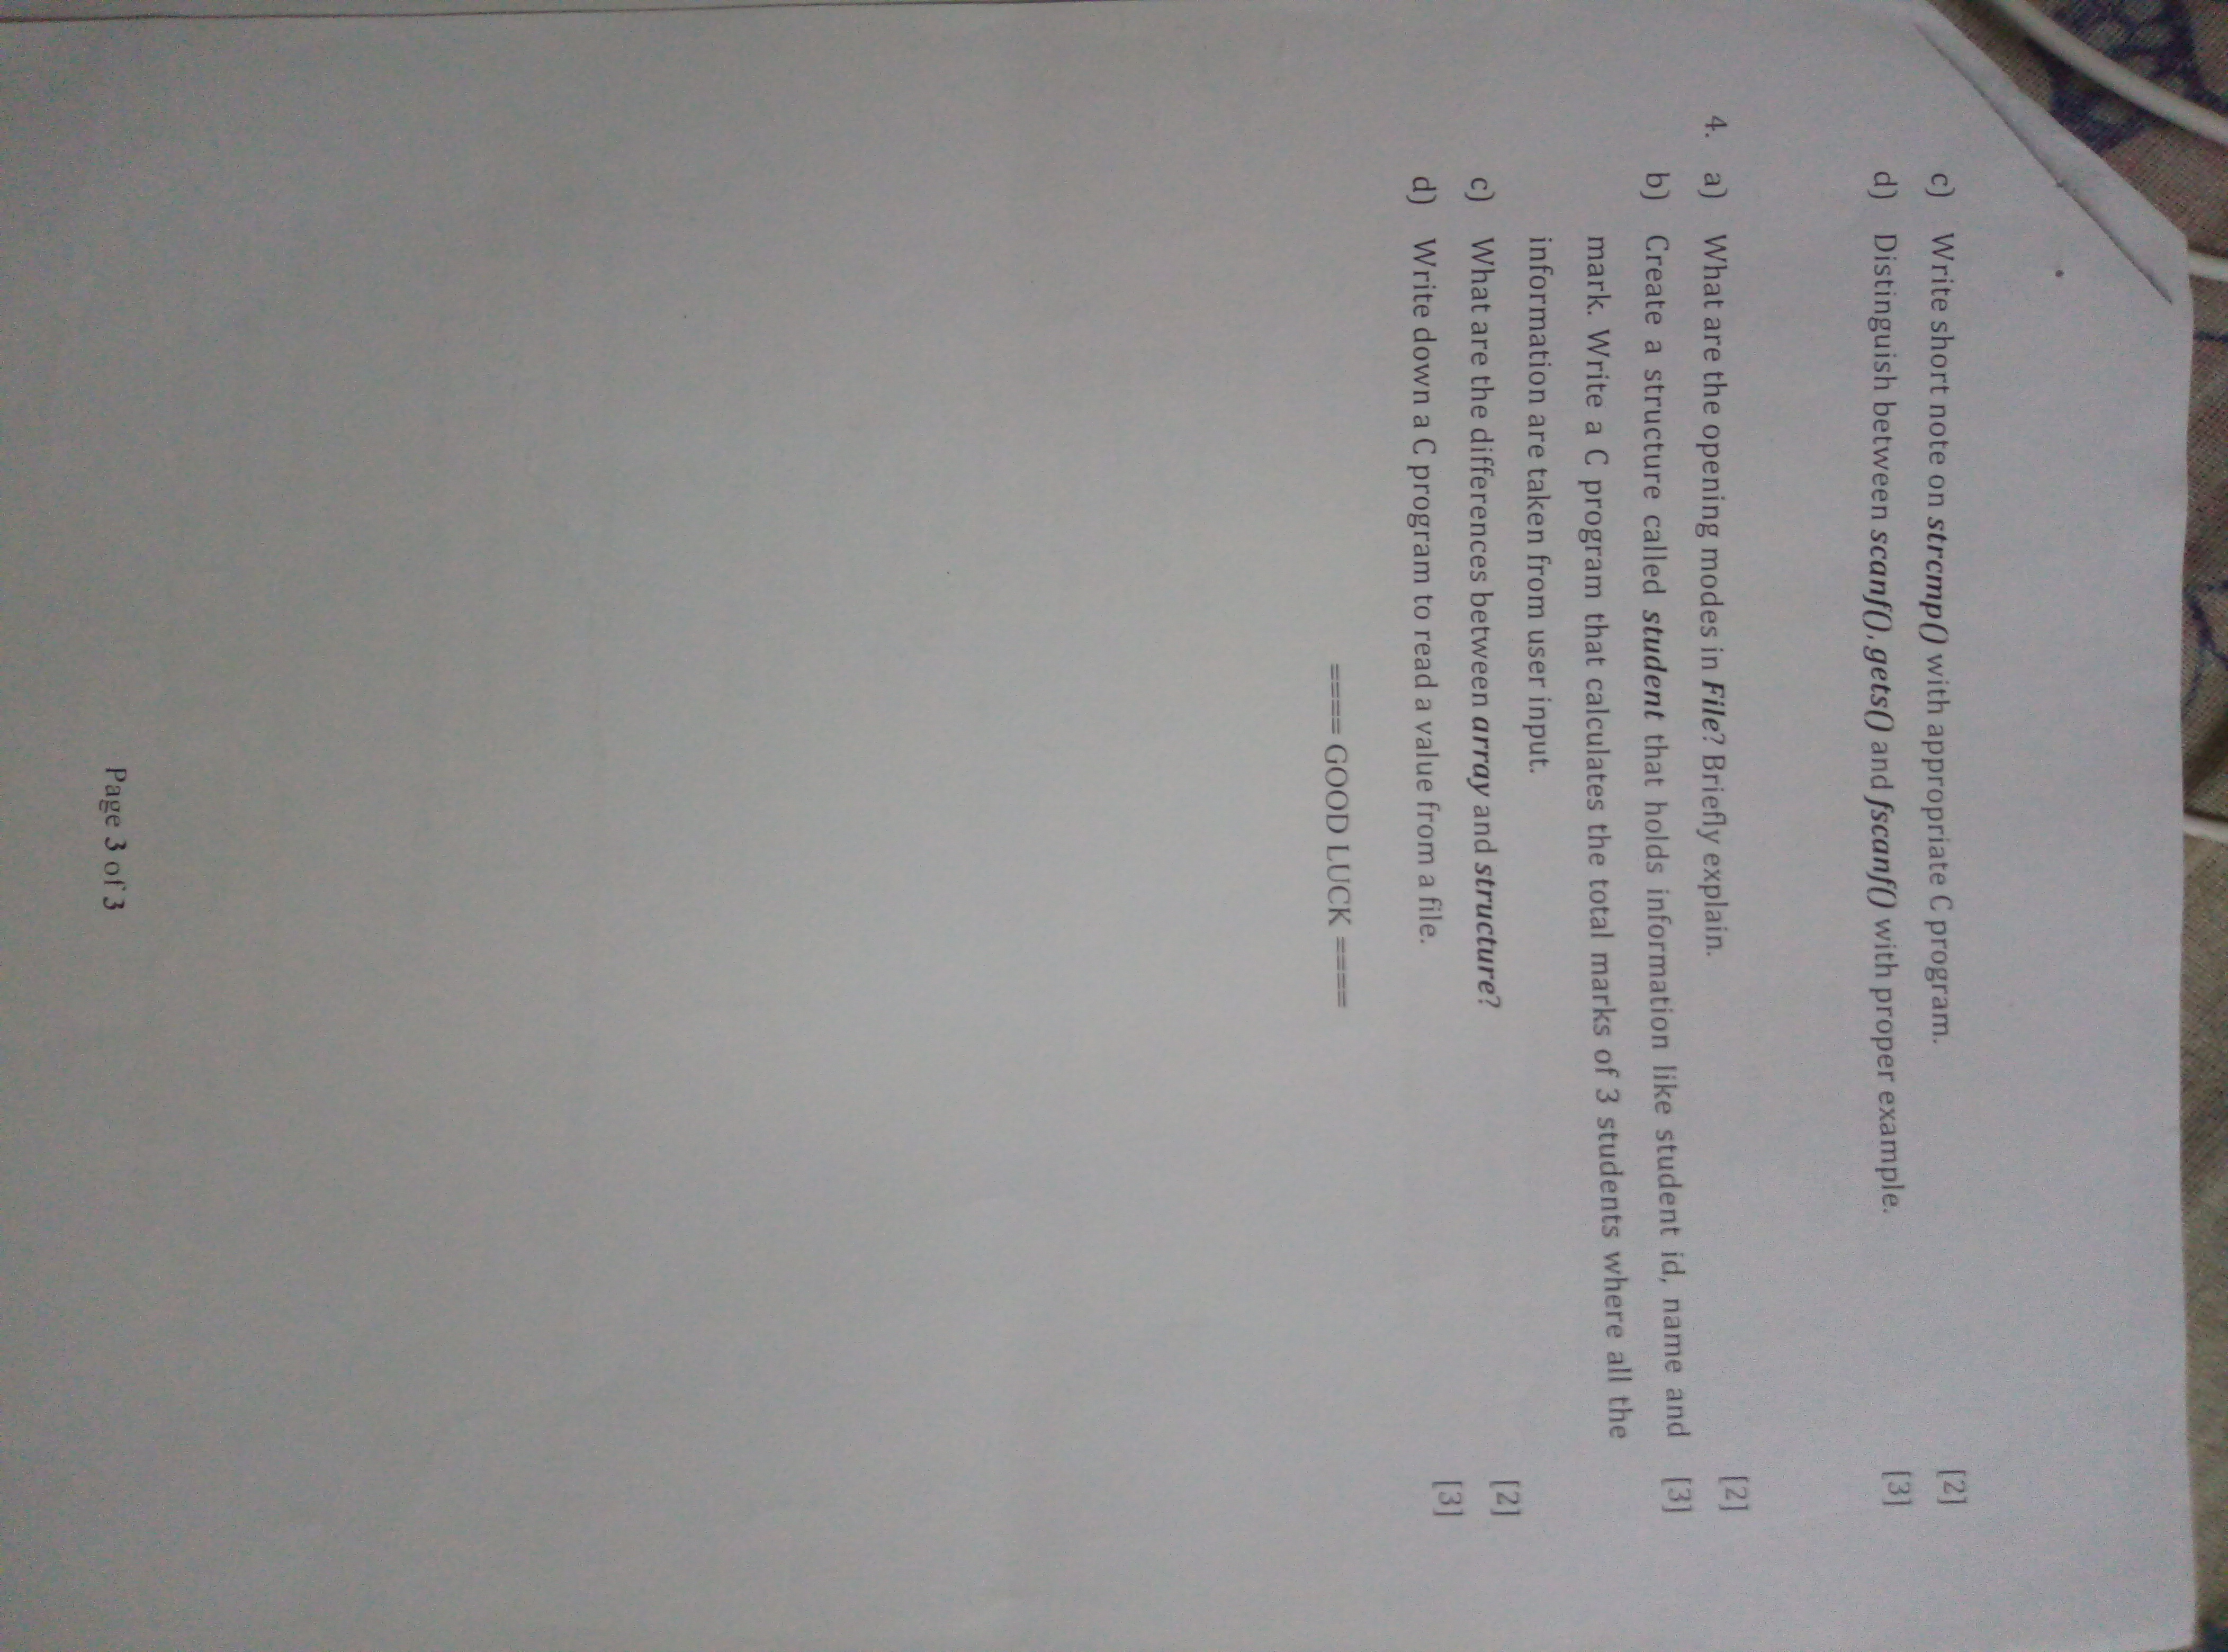 c) Write short note on strcmp() with appropriate C program. [2]
d) Distinguish between scanf(), gets() and fscanf() with proper example. [3]
4. a) What are the opening modes in File? Briefly explain. [2]
b) Create a structure called student that holds information like student id, name and [3]
mark. Write a C program that calculates the total marks of 3 students where all the
information are taken from user input.
c) What are the differences between array and structure? [2]
d) Write down a C program to read a value from a file. [3]
==== GOOD LUCK ====
Page 3 of 3